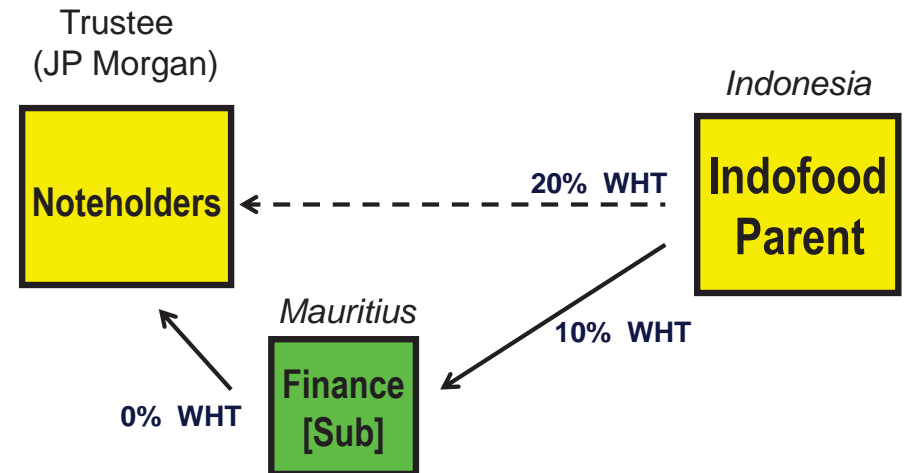 Trustee
(JP Morgan)
Indonesia
Noteholders
20% WHT
Indofood
Parent
Mauritius
10% WHT
Finance
[Sub]
0% WHT